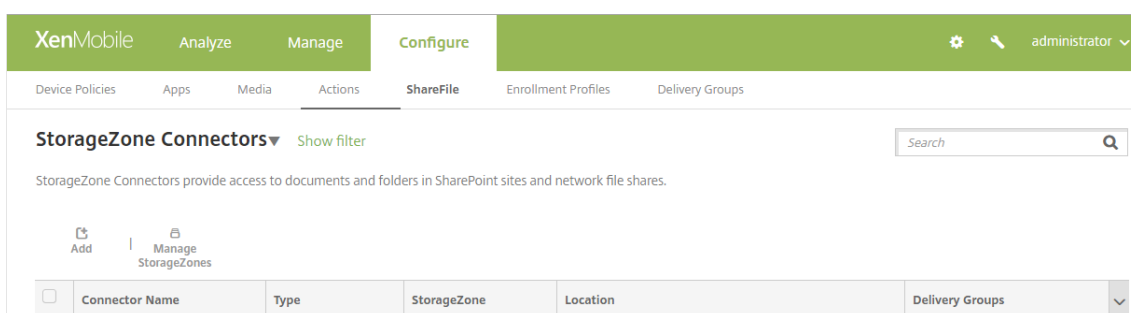 XenMobile Analyze Manage Configure administrator
Device Policies Apps Media Actions ShareFile Enrollment Profiles Delivery Groups
StorageZone Connectors Show filter Search
StorageZone Connectors provide access to documents and folders in SharePoint sites and network file shares.
Add | Manage
StorageZones
Connector Name Type StorageZone Location Delivery Groups